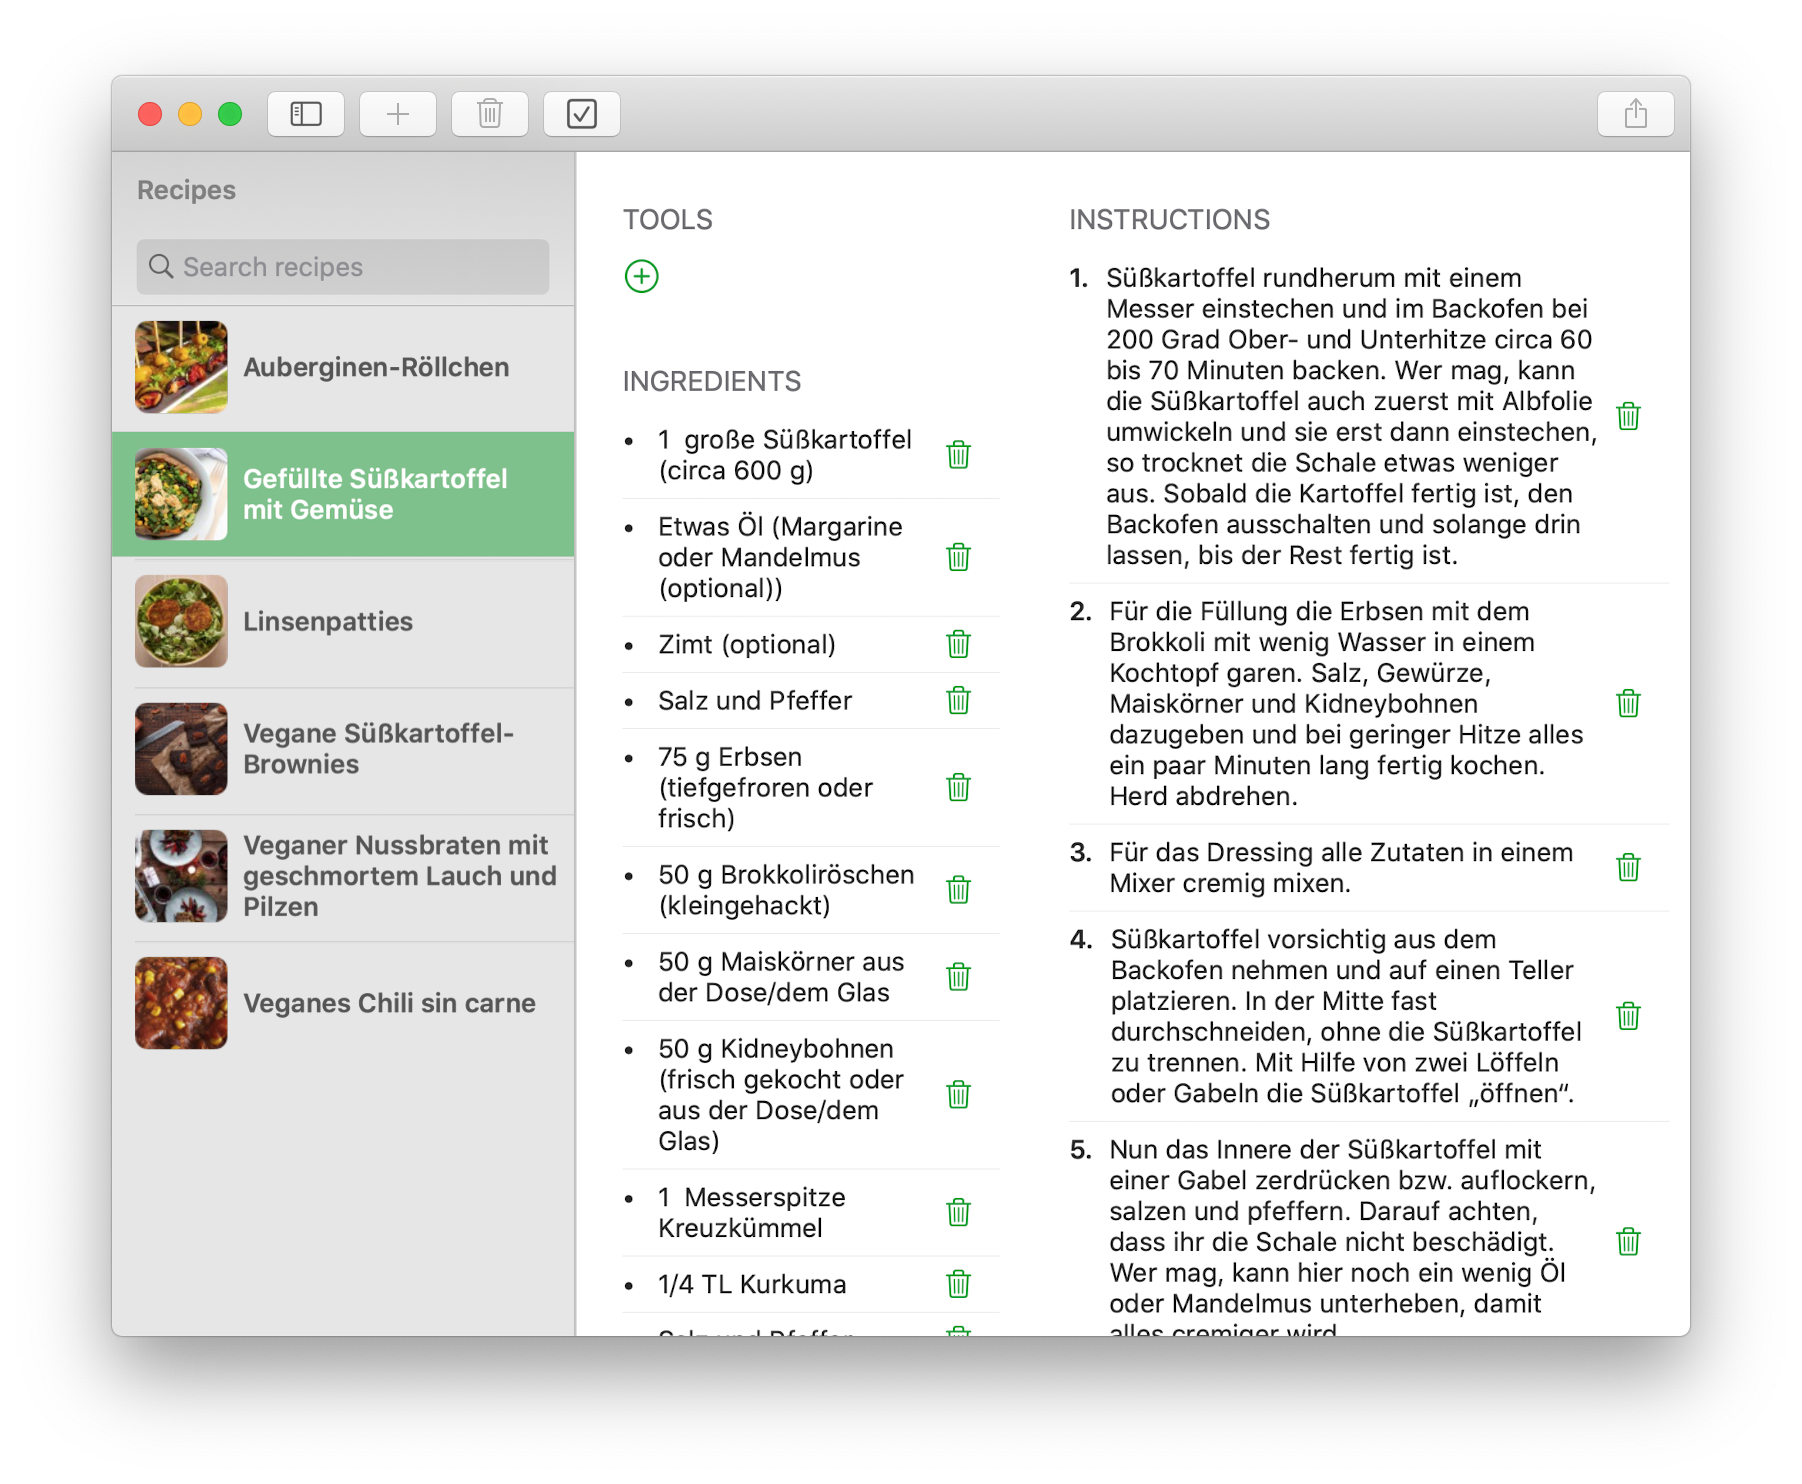 Recipes
Search recipes
Auberginen-Röllchen
Gefüllte Süßkartoffel
mit Gemüse
Linsenpatties
Vegane Süßkartoffel-
Brownies
Veganer Nussbraten mit
geschmortem Lauch und
Pilzen
Veganes Chili sin carne
TOOLS
INGREDIENTS
• 1 große Süßkartoffel
(circa 600 g)
• Etwas Öl (Margarine
oder Mandelmus
(optional))
• Zimt (optional)
• Salz und Pfeffer
• 75 g Erbsen
(tiefgefroren oder
frisch)
• 50 g Brokkoliröschen
(kleingehackt)
• 50 g Maiskörner aus
der Dose/dem Glas
• 50 g Kidneybohnen
(frisch gekocht oder
aus der Dose/dem
Glas)
• 1 Messerspitze
Kreuzkümmel
• 1/4 TL Kurkuma
Salz und Pfeffer
INSTRUCTIONS
1. Süßkartoffel rundherum mit einem
Messer einstechen und im Backofen bei
200 Grad Ober- und Unterhitze circa 60
bis 70 Minuten backen. Wer mag, kann
die Süßkartoffel auch zuerst mit Albfolie
umwickeln und sie erst dann einstechen,
so trocknet die Schale etwas weniger
aus. Sobald die Kartoffel fertig ist, den
Backofen ausschalten und solange drin
lassen, bis der Rest fertig ist.
2. Für die Füllung die Erbsen mit dem
Brokkoli mit wenig Wasser in einem
Kochtopf garen. Salz, Gewürze,
Maiskörner und Kidneybohnen
dazugeben und bei geringer Hitze alles
ein paar Minuten lang fertig kochen.
Herd abdrehen.
3. Für das Dressing alle Zutaten in einem
Mixer cremig mixen.
4. Süßkartoffel vorsichtig aus dem
Backofen nehmen und auf einen Teller
platzieren. In der Mitte fast
durchschneiden, ohne die Süßkartoffel
zu trennen. Mit Hilfe von zwei Löffeln
oder Gabeln die Süßkartoffel „öffnen“.
5. Nun das Innere der Süßkartoffel mit
einer Gabel zerdrücken bzw. auflockern,
salzen und pfeffern. Darauf achten,
dass ihr die Schale nicht beschädigt.
Wer mag, kann hier noch ein wenig Öl
oder Mandelmus unterheben, damit
alles cremiger wird